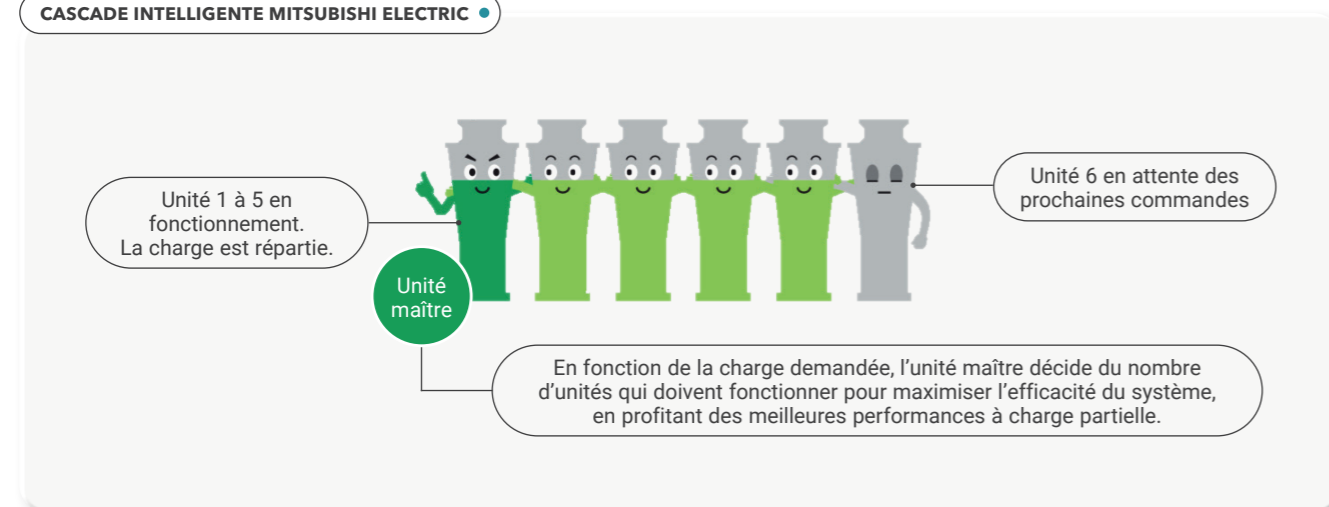 CASCADE INTELLIGENTE MITSUBISHI ELECTRIC
Unité 1 à 5 en
fonctionnement.
La charge est répartie.
Unité 6 en attente des
prochaines commandes
Unité
maître
En fonction de la charge demandée, l’unité maître décide du nombre
d’unités qui doivent fonctionner pour maximiser l’efficacité du système,
en profitant des meilleures performances à charge partielle.